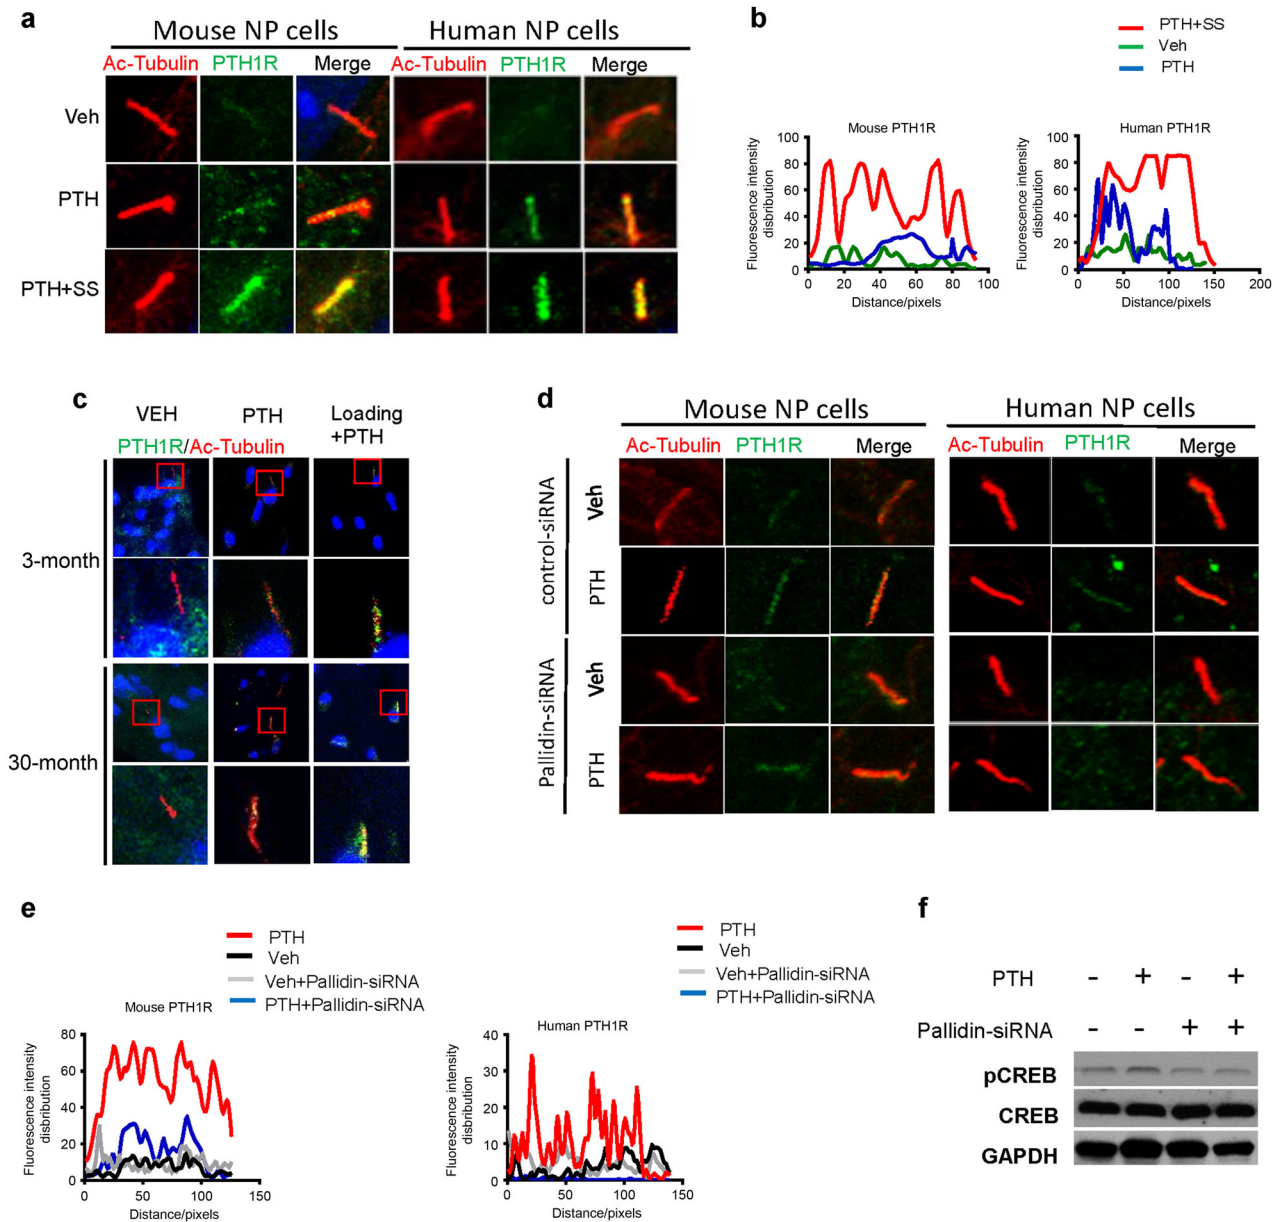 a
Mouse NP cells
Human NP cells
Ac-Tubulin PTH1R Merge Ac-Tubulin PTH1R Merge
Veh
PTH
PTH+SS
b
PTH+SS
Veh
PTH
Mouse PTH1R
Fluorescence intensity
disbribution
100
80
60
40
20
0
0 20 40 60 80 100
Distance/pixels
Human PTH1R
Fluorescence intensity
disbribution
100
80
60
40
20
0
0 50 100 150 200
Distance/pixels
c
VEH PTH Loading
+PTH
PTH1R/Ac-Tubulin
3-month
30-month
d
Mouse NP cells
Human NP cells
Ac-Tubulin PTH1R Merge Ac-Tubulin PTH1R Merge
control-siRNA
Veh
PTH
Pallidin-siRNA
Veh
PTH
e
PTH
Veh
Veh+Pallidin-siRNA
PTH+Pallidin-siRNA
Mouse PTH1R
Fluorescence intensity
disbribution
80
60
40
20
0
0 50 100 150
Distance/pixels
PTH
Veh
Veh+Pallidin-siRNA
PTH+Pallidin-siRNA
Human PTH1R
Fluorescence intensity
disbribution
40
30
20
10
0
0 50 100 150
Distance/pixels
f
PTH - + - +
Pallidin-siRNA - - + +
pCREB
CREB
GAPDH